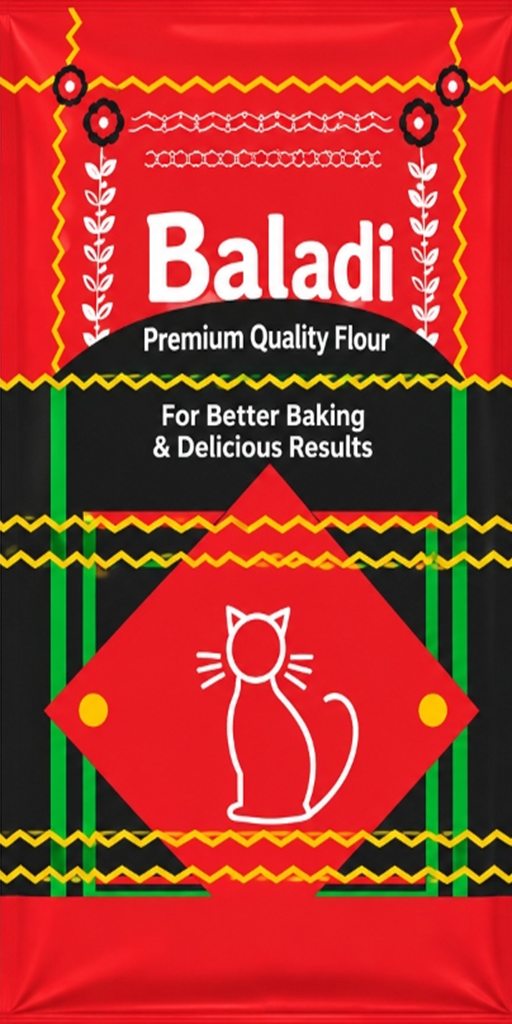 Baladi
Premium Quality Flour
For Better Baking
& Delicious Results